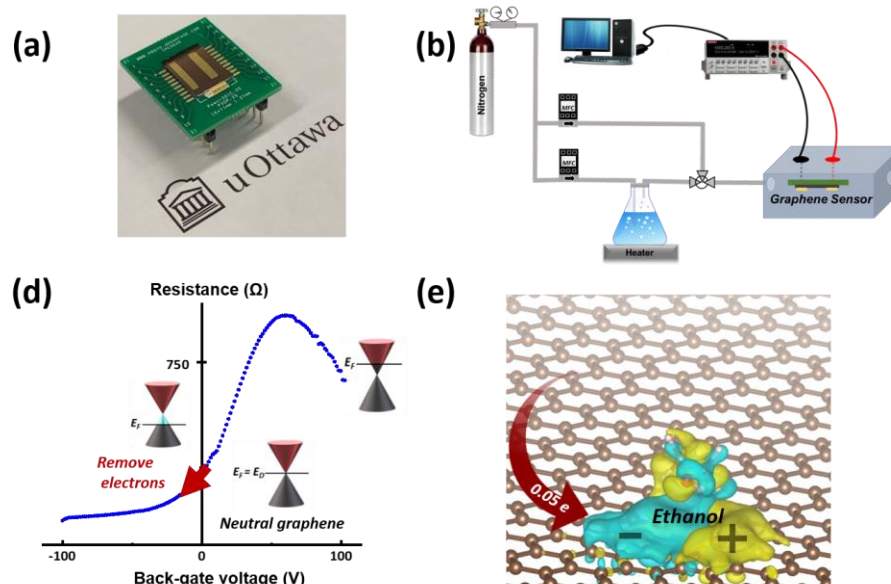 (a)
uOttawa
(b)
Nitrogen
MFC
MFC
Heater
Graphene Sensor
(d)
Resistance (Ω)
750
E_F
E_F
Remove
electrons
E_F = E_D
Neutral graphene
-100
0
100
Back-gate voltage (V)
(e)
0.05 e
Ethanol
−
+